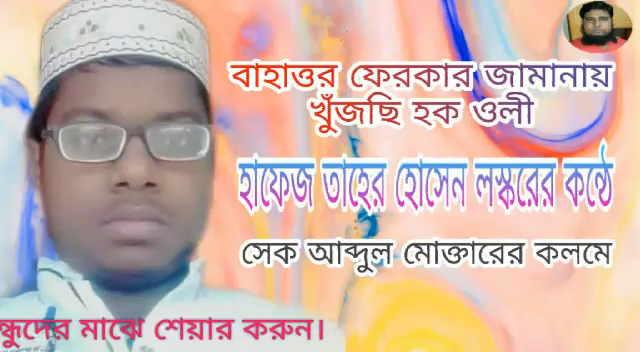 বাহাত্তর ফেরকার জামানায়
খুঁজছি হক ওলী
হাফেজ তাহের হোসেন লস্করের কন্ঠে
সেক আব্দুল মোক্তারের কলমে
ন্ধুদের মাঝে শেয়ার করুন।